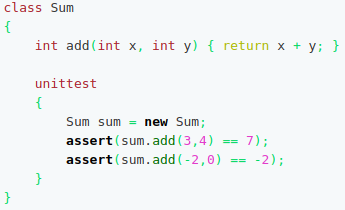 class Sum
{
    int add(int x, int y) { return x + y; }

    unittest
    {
        Sum sum = new Sum;
        assert(sum.add(3,4) == 7);
        assert(sum.add(-2,0) == -2);
    }
}